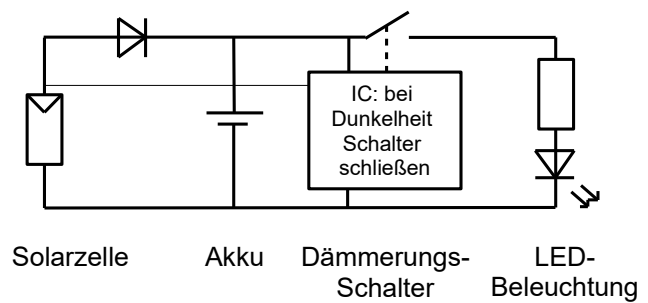 IC: bei
Dunkelheit
Schalter
schließen
Solarzelle
Akku
Dämmerungs-
Schalter
LED-
Beleuchtung